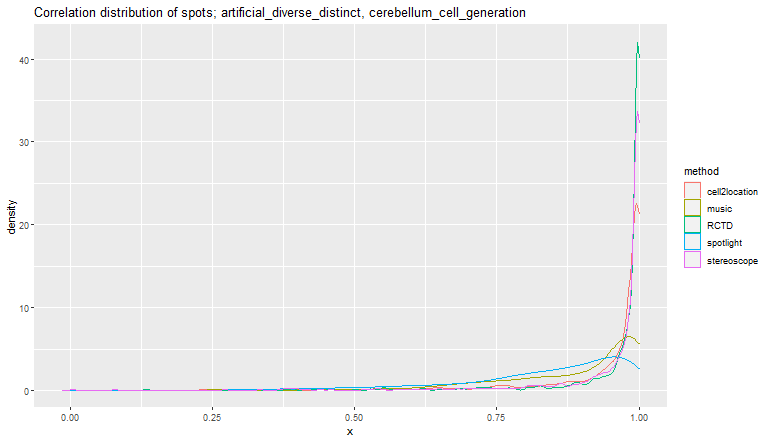 Correlation distribution of spots; artificial_diverse_distinct, cerebellum_cell_generation
density
40
30
20
10
0
0.00 0.25 0.50 0.75 1.00
x
method
cell2location
music
RCTD
spotlight
stereoscope